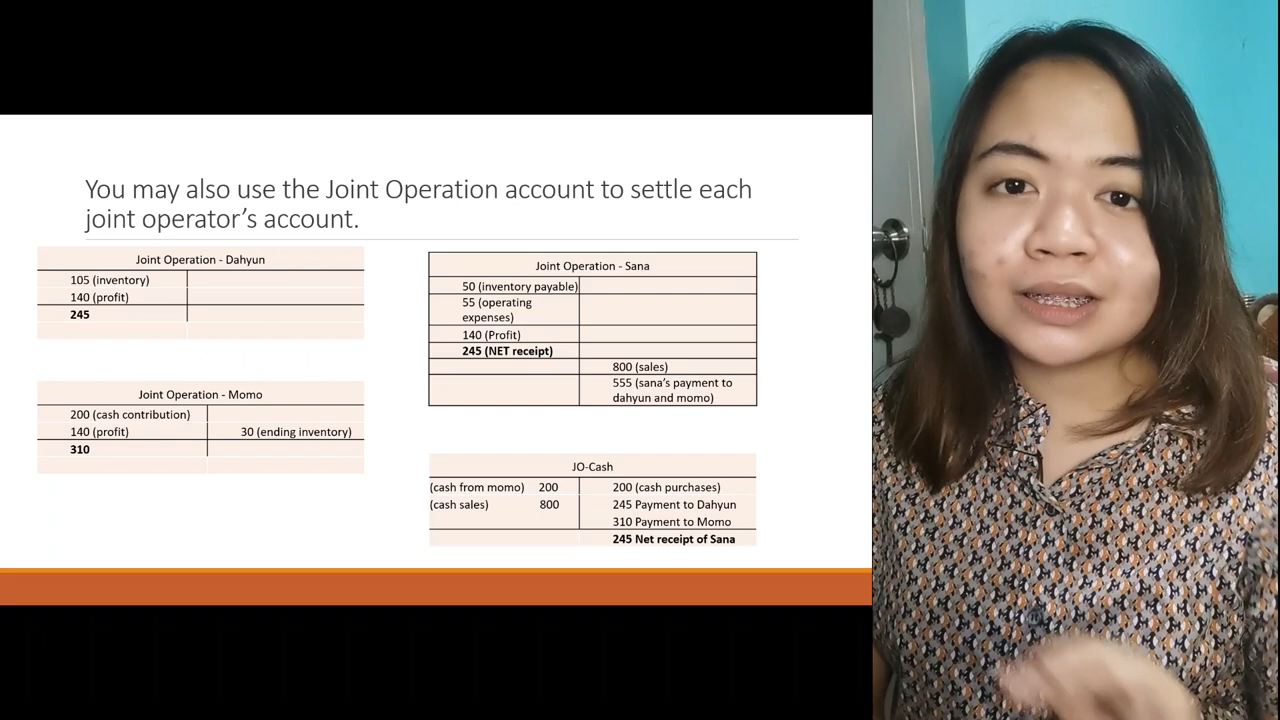 You may also use the Joint Operation account to settle each
joint operator’s account.
Joint Operation - Dahyun
105 (inventory)
140 (profit)
245
Joint Operation - Momo
200 (cash contribution)
140 (profit) 30 (ending inventory)
310
Joint Operation - Sana
50 (inventory payable)
55 (operating
expenses)
140 (Profit)
245 (NET receipt)
800 (sales)
555 (sana’s payment to
dahyun and momo)
JO-Cash
(cash from momo) 200 200 (cash purchases)
(cash sales) 800 245 Payment to Dahyun
310 Payment to Momo
245 Net receipt of Sana